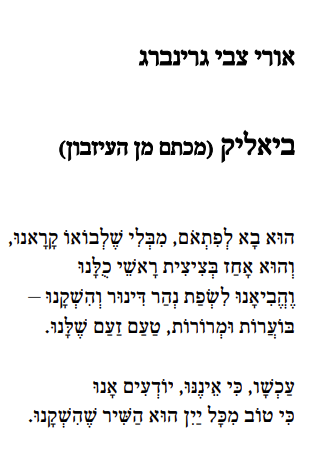 אורי צבי גרינברג
ביאליק (מכתם מן העיזבון)
הוּא בָא לְפִתְאֹם, מִבְּלִי שֶׁלְבוֹאוֹ קָרָאנוּ,
וְהוּא אָחַז בְּצִיצִית רָאשֵׁי כֻלָּנוּ
וֶהֱבִיאָנוּ לִשְׂפַת נְהַר דִּינוּר וְהִשְׁקָנוּ –
בּוֹעֲרוֹת וּמְרוֹרוֹת, טַעַם זַעַם שֶׁלָּנוּ.
עַכְשָׁו, כִּי אֵינֶנּוּ, יוֹדְעִים אָנוּ
כִּי טוֹב מִכָּל יַיִן הוּא הַשִּׁיר שֶׁהִשְׁקָנוּ.